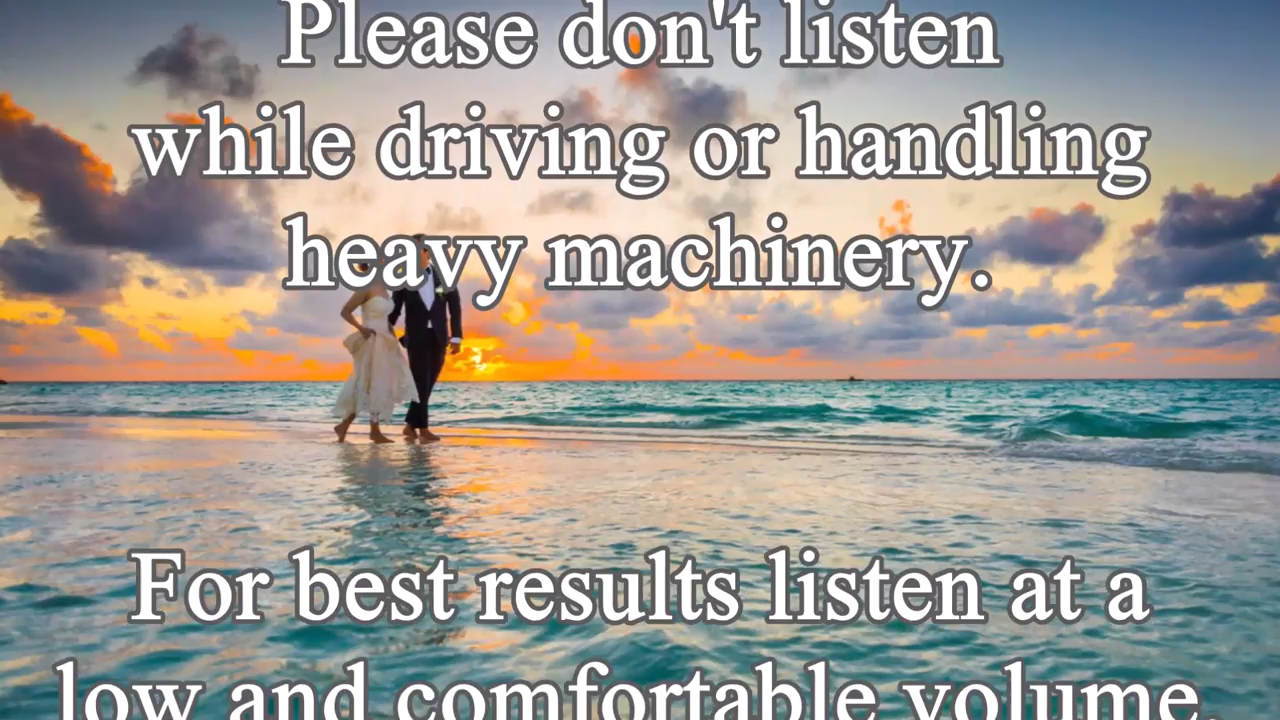 Please don't listen
while driving or handling
heavy machinery.
For best results listen at a
low and comfortable volume.